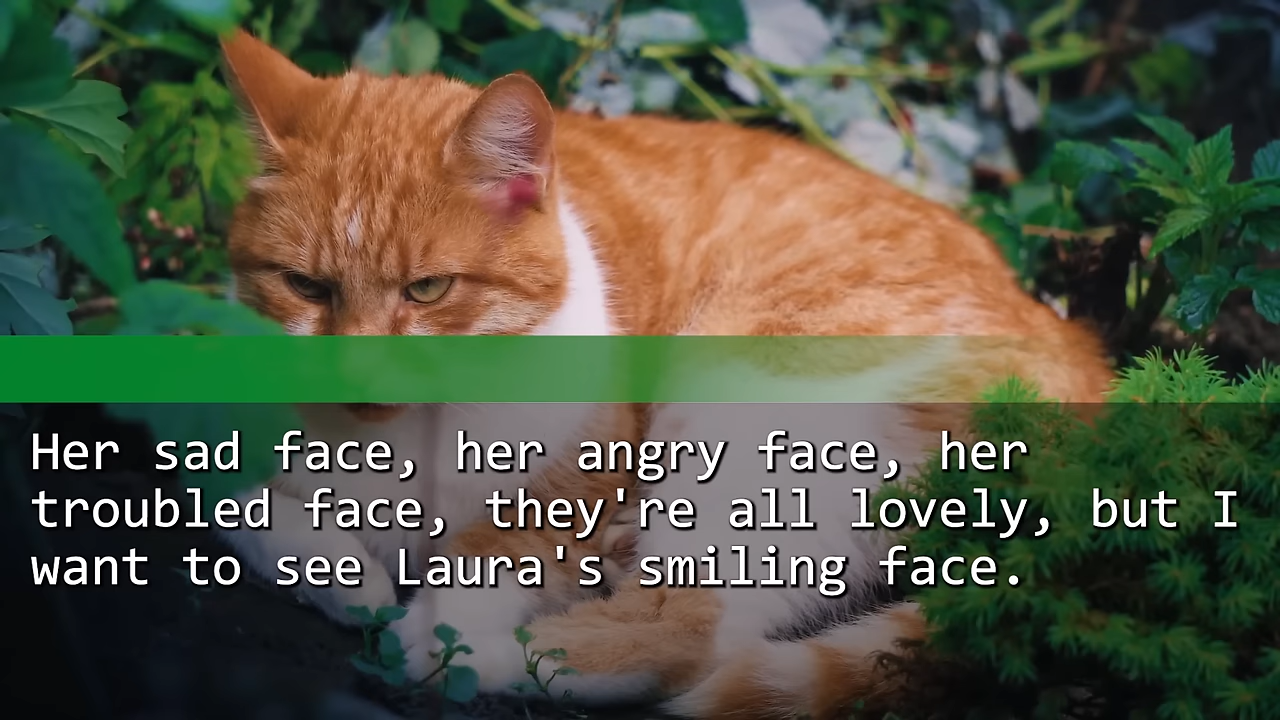 Her sad face, her angry face, her
troubled face, they're all lovely, but I
want to see Laura's smiling face.